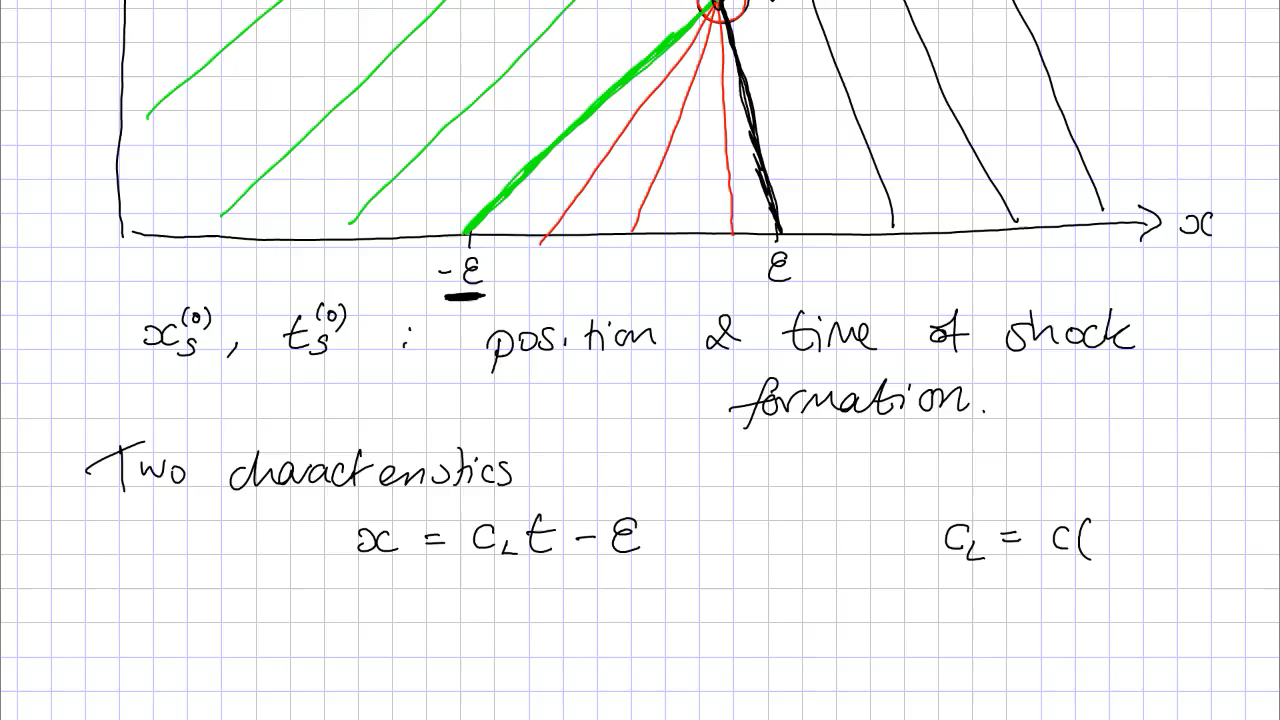 x
-ε ε
x_s^(0), t_s^(0) : position & time of shock
formation.
Two characteristics
x = c_L t - ε c_L = c(